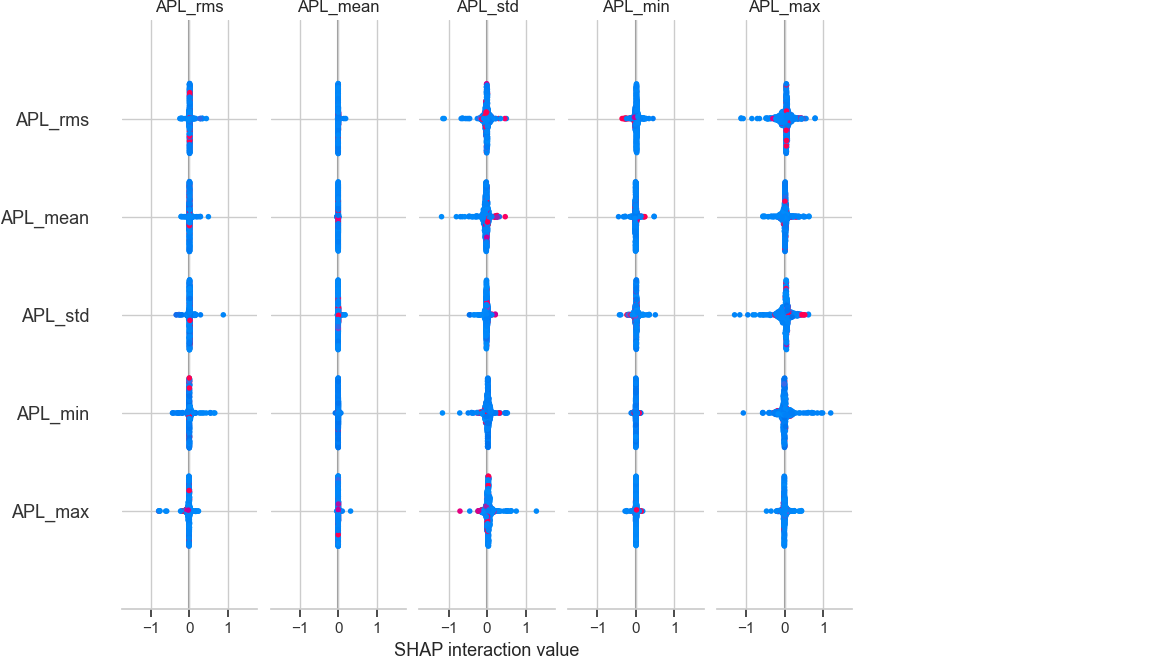 APL_rms APL_mean APL_std APL_min APL_max
APL_rms
APL_mean
APL_std
APL_min
APL_max
−1 0 1 −1 0 1 −1 0 1 −1 0 1 −1 0 1
SHAP interaction value